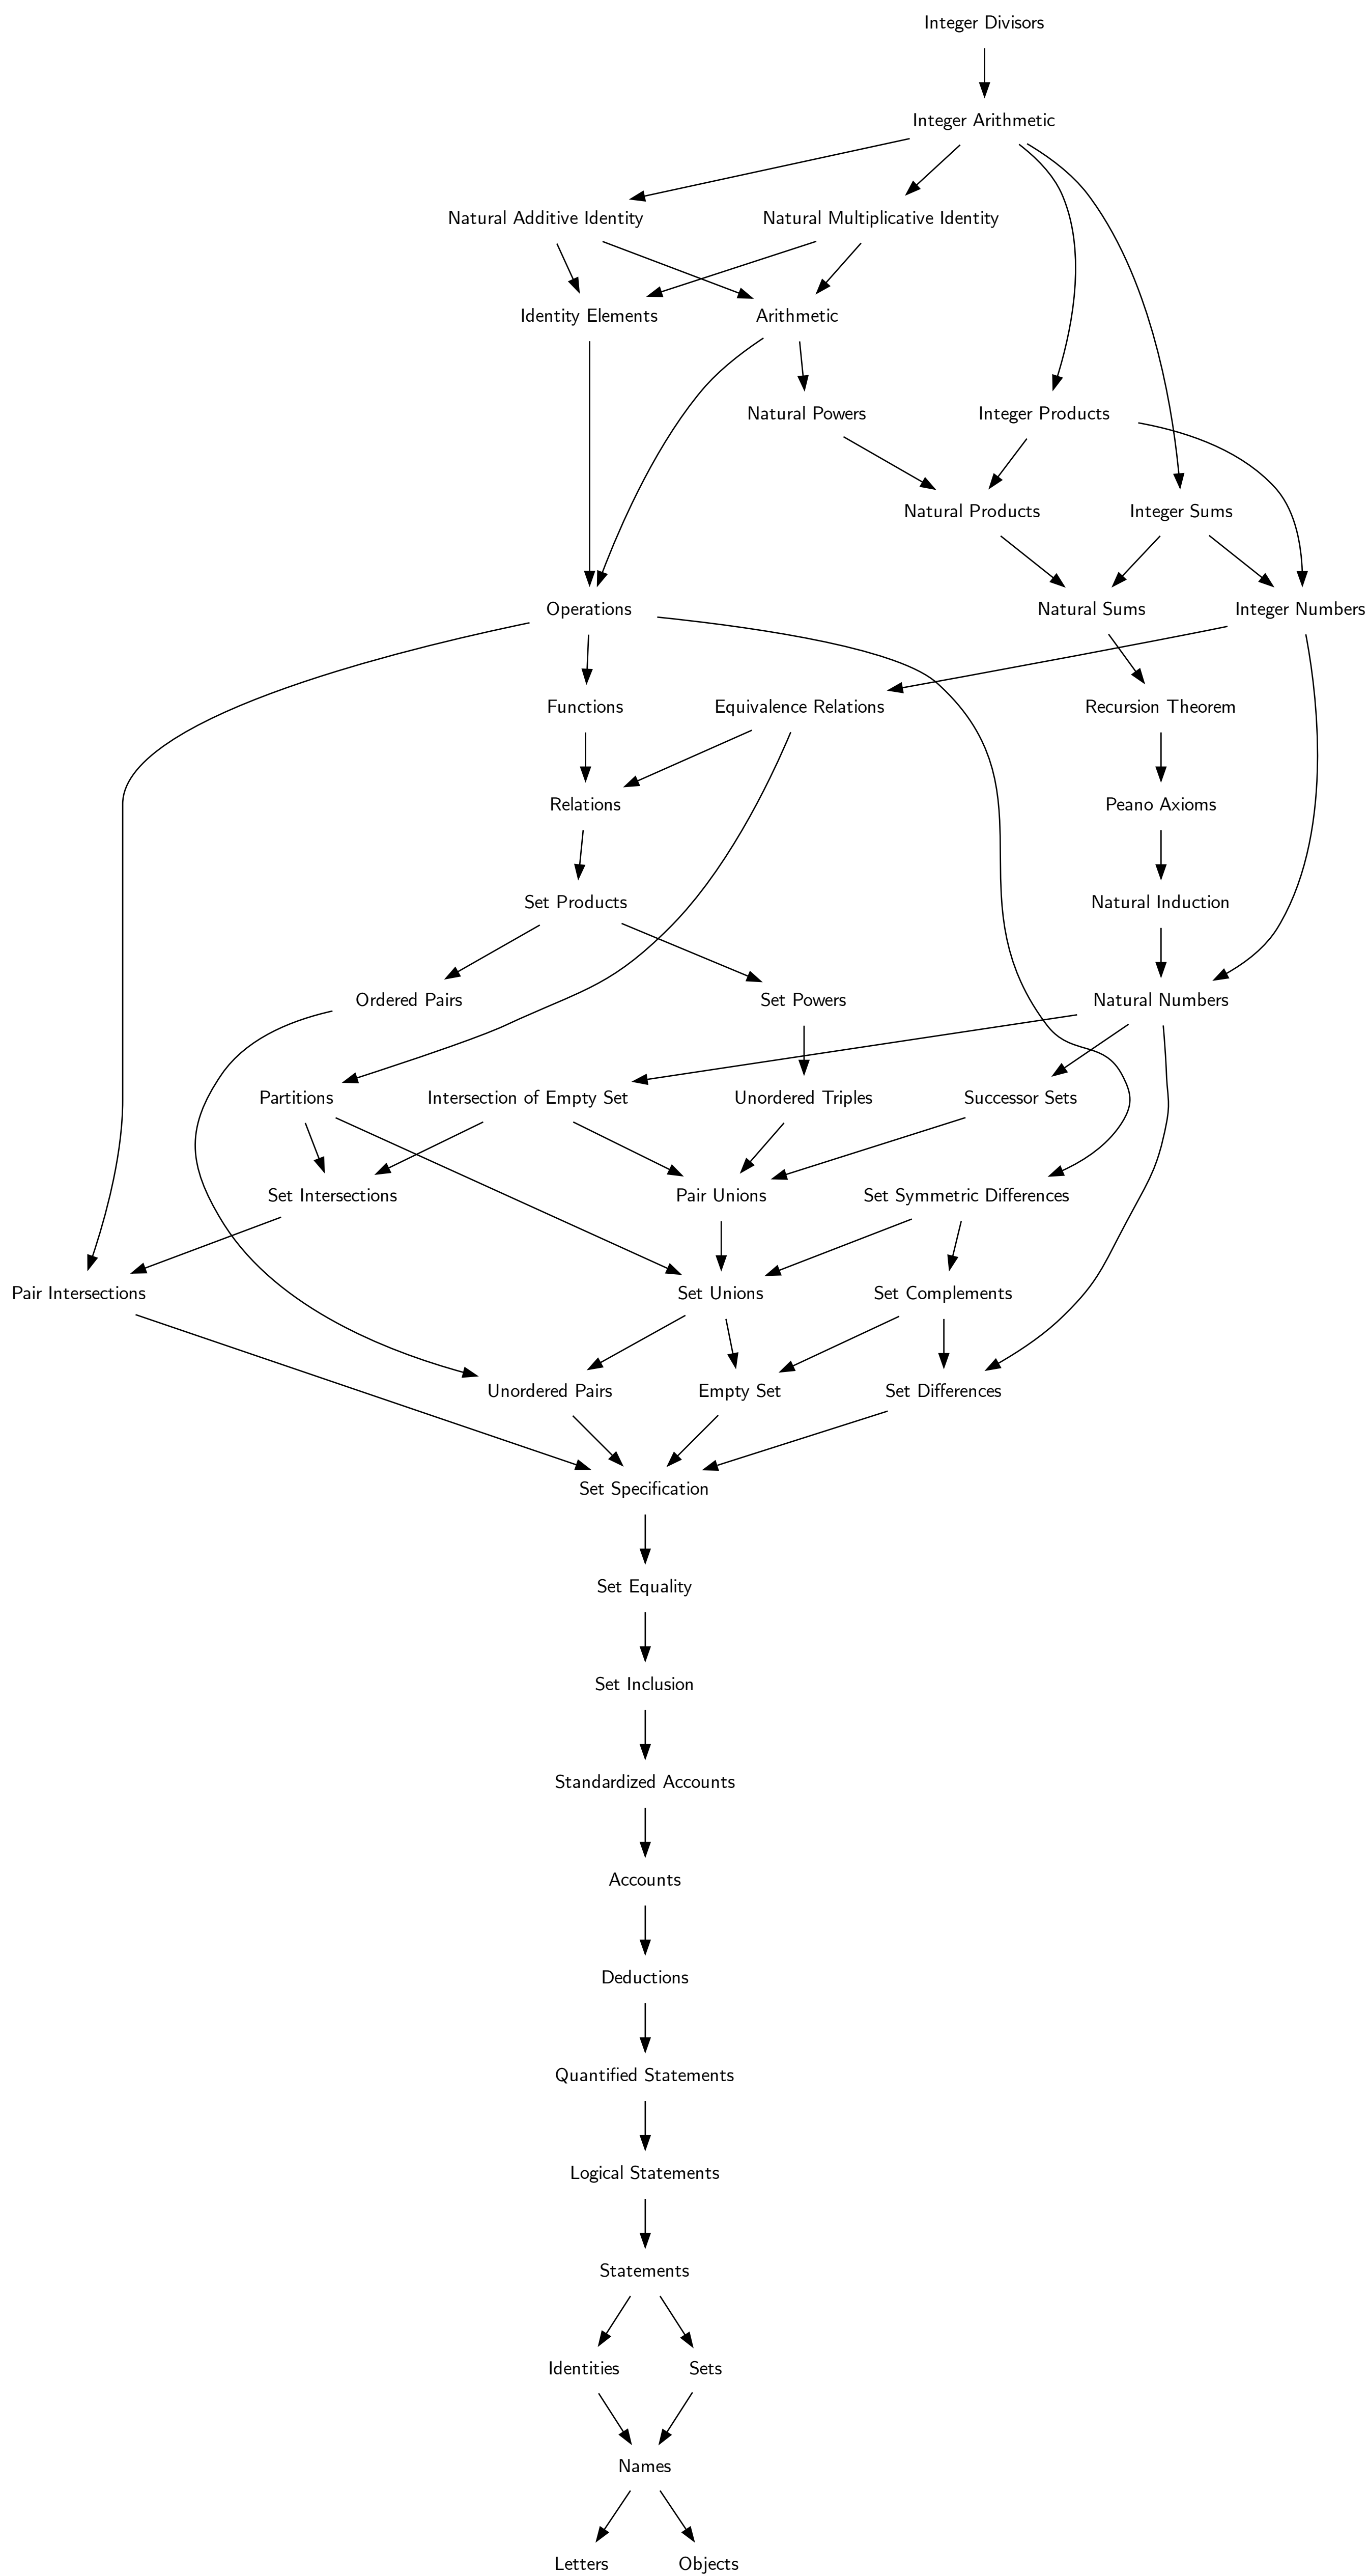 Integer Divisors
Integer Arithmetic
Natural Additive Identity
Natural Multiplicative Identity
Identity Elements
Arithmetic
Natural Powers
Integer Products
Natural Products
Integer Sums
Operations
Natural Sums
Integer Numbers
Functions
Equivalence Relations
Recursion Theorem
Relations
Peano Axioms
Set Products
Natural Induction
Ordered Pairs
Set Powers
Natural Numbers
Partitions
Intersection of Empty Set
Unordered Triples
Successor Sets
Set Intersections
Pair Unions
Set Symmetric Differences
Pair Intersections
Set Unions
Set Complements
Unordered Pairs
Empty Set
Set Differences
Set Specification
Set Equality
Set Inclusion
Standardized Accounts
Accounts
Deductions
Quantified Statements
Logical Statements
Statements
Identities
Sets
Names
Letters
Objects